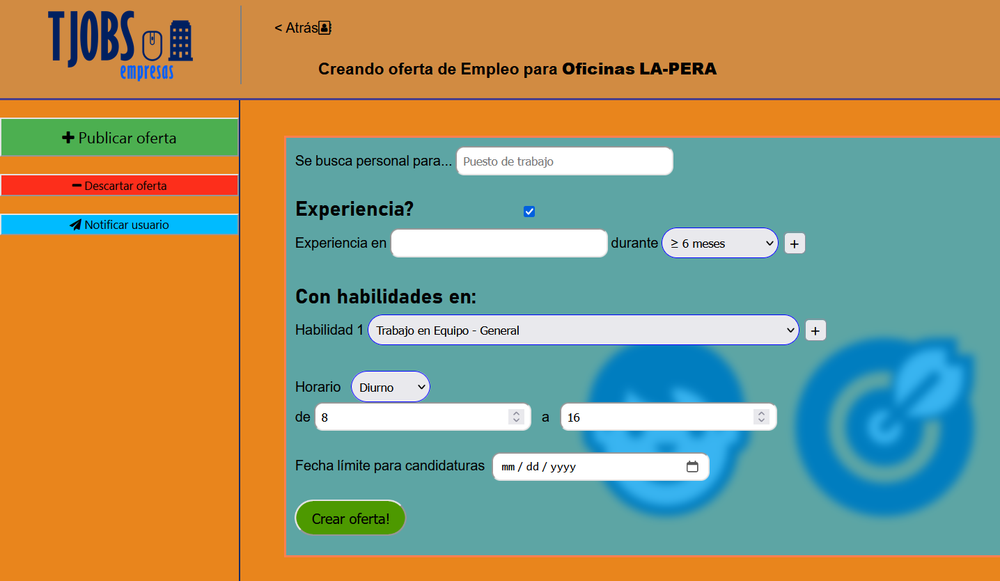 TJOBS
empresas
< Atrás
Creando oferta de Empleo para Oficinas LA-PERA
Publicar oferta
Descartar oferta
Notificar usuario
Se busca personal para... Puesto de trabajo
Experiencia?
Experiencia en durante ≥ 6 meses +
Con habilidades en:
Habilidad 1 Trabajo en Equipo - General +
Horario Diurno
de 8 a 16
Fecha límite para candidaturas mm / dd / yyyy
Crear oferta!